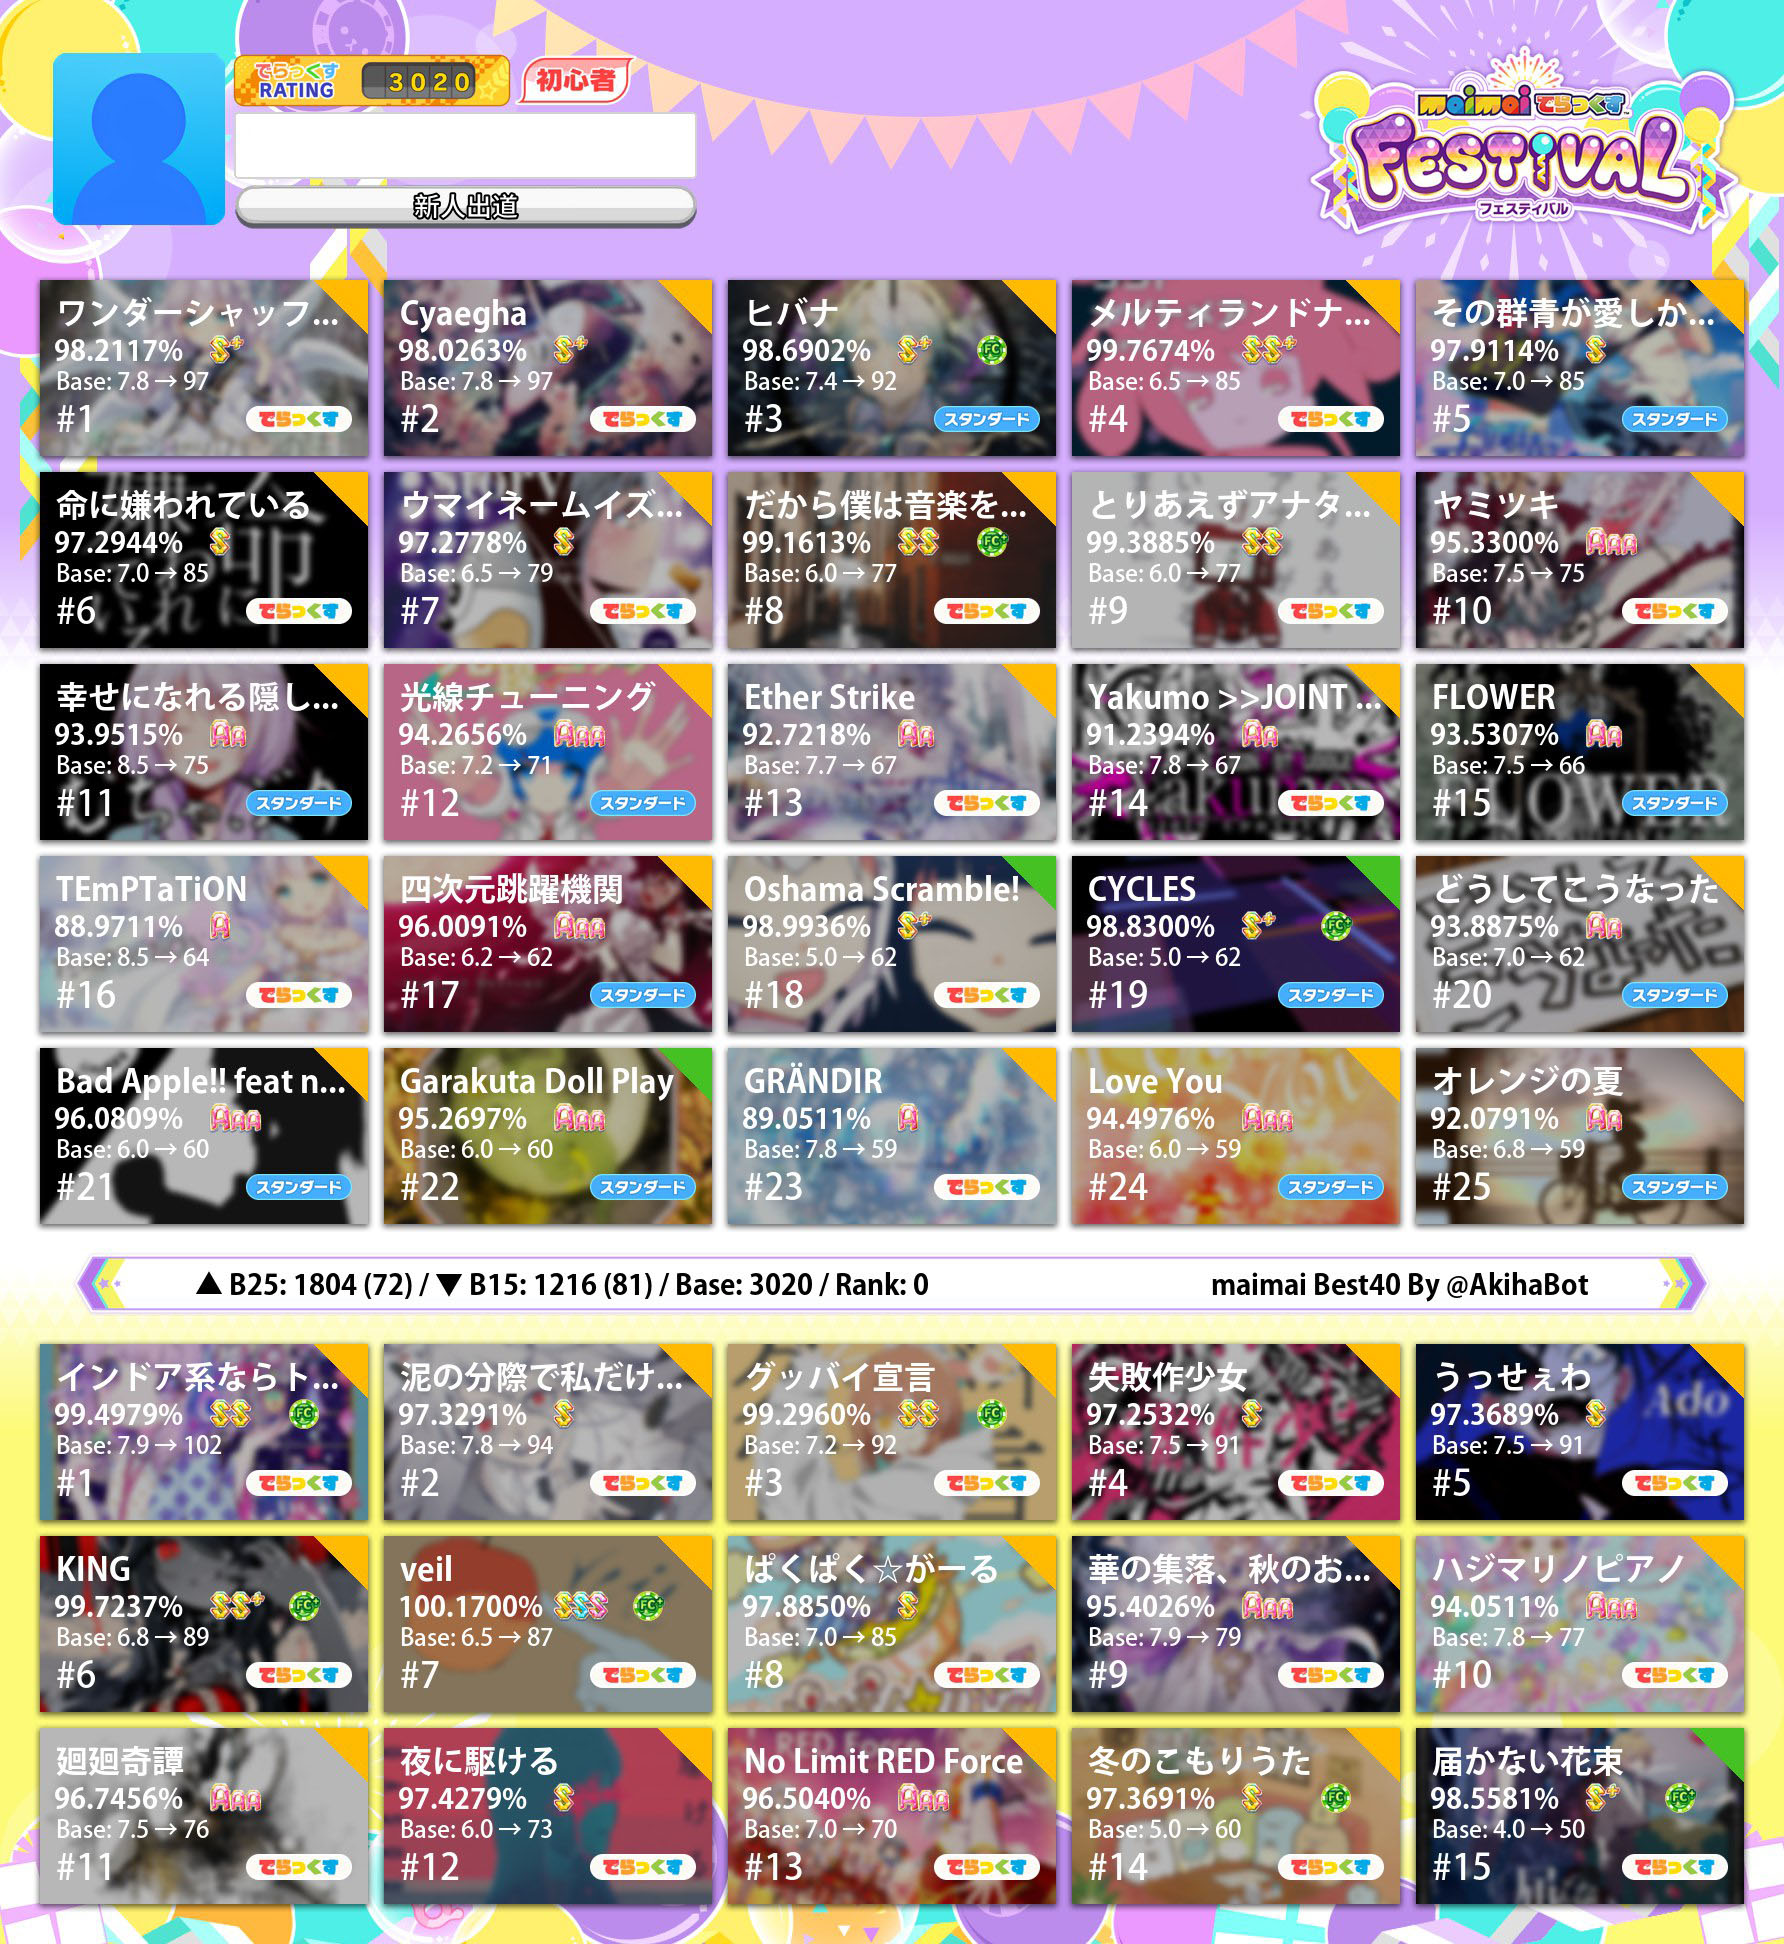 でらっくす
RATING
3020
初心者
新人出道
maimai でらっくす
FESTiVAL
フェスティバル
ワンダーシャッフ...
98.2117% S+
Base: 7.8 → 97
#1 でらっくす
Cyaegha
98.0263% S+
Base: 7.8 → 97
#2 でらっくす
ヒバナ
98.6902% S+ FC
Base: 7.4 → 92
#3 スタンダード
メルティランドナ...
99.7674% SS+
Base: 6.5 → 85
#4 でらっくす
その群青が愛しか...
97.9114% S
Base: 7.0 → 85
#5 スタンダード
命に嫌われている
97.2944% S
Base: 7.0 → 85
#6 でらっくす
ウマイネームイズ...
97.2778% S
Base: 6.5 → 79
#7 でらっくす
だから僕は音楽を...
99.1613% SS FC+
Base: 6.0 → 77
#8 でらっくす
とりあえずアナタ...
99.3885% SS
Base: 6.0 → 77
#9 でらっくす
ヤミツキ
95.3300% AAA
Base: 7.5 → 75
#10 でらっくす
幸せになれる隠し...
93.9515% AA
Base: 8.5 → 75
#11 スタンダード
光線チューニング
94.2656% AAA
Base: 7.2 → 71
#12 スタンダード
Ether Strike
92.7218% AA
Base: 7.7 → 67
#13 でらっくす
Yakumo >>JOINT ...
91.2394% AA
Base: 7.8 → 67
#14 でらっくす
FLOWER
93.5307% AA
Base: 7.5 → 66
#15 スタンダード
TEmPTaTiON
88.9711% A
Base: 8.5 → 64
#16 でらっくす
四次元跳躍機関
96.0091% AAA
Base: 6.2 → 62
#17 スタンダード
Oshama Scramble!
98.9936% S+
Base: 5.0 → 62
#18 でらっくす
CYCLES
98.8300% S+ FC+
Base: 5.0 → 62
#19 スタンダード
どうしてこうなった
93.8875% AA
Base: 7.0 → 62
#20 スタンダード
Bad Apple!! feat n...
96.0809% AAA
Base: 6.0 → 60
#21 スタンダード
Garakuta Doll Play
95.2697% AAA
Base: 6.0 → 60
#22 スタンダード
GRÄNDIR
89.0511% A
Base: 7.8 → 59
#23 でらっくす
Love You
94.4976% AAA
Base: 6.0 → 59
#24 スタンダード
オレンジの夏
92.0791% AA
Base: 6.8 → 59
#25 スタンダード
▲ B25: 1804 (72) / ▼ B15: 1216 (81) / Base: 3020 / Rank: 0
maimai Best40 By @AkihaBot
インドア系ならト...
99.4979% SS FC
Base: 7.9 → 102
#1 でらっくす
泥の分際で私だけ...
97.3291% S
Base: 7.8 → 94
#2 でらっくす
グッバイ宣言
99.2960% SS FC
Base: 7.2 → 92
#3 でらっくす
失敗作少女
97.2532% S
Base: 7.5 → 91
#4 でらっくす
うっせぇわ
97.3689% S
Base: 7.5 → 91
#5 でらっくす
Ado
KING
99.7237% SS+ FC+
Base: 6.8 → 89
#6 でらっくす
veil
100.1700% SSS FC+
Base: 6.5 → 87
#7 でらっくす
ぱくぱく☆がーる
97.8850% S
Base: 7.0 → 85
#8 でらっくす
華の集落、秋のお...
95.4026% AAA
Base: 7.9 → 79
#9 でらっくす
ハジマリノピアノ
94.0511% AAA
Base: 7.8 → 77
#10 でらっくす
廻廻奇譚
96.7456% AAA
Base: 7.5 → 76
#11 でらっくす
夜に駆ける
97.4279% S
Base: 6.0 → 73
#12 でらっくす
No Limit RED Force
96.5040% AAA
Base: 7.0 → 70
#13 でらっくす
冬のこもりうた
97.3691% S FC
Base: 5.0 → 60
#14 でらっくす
届かない花束
98.5581% S+ FC+
Base: 4.0 → 50
#15 でらっくす